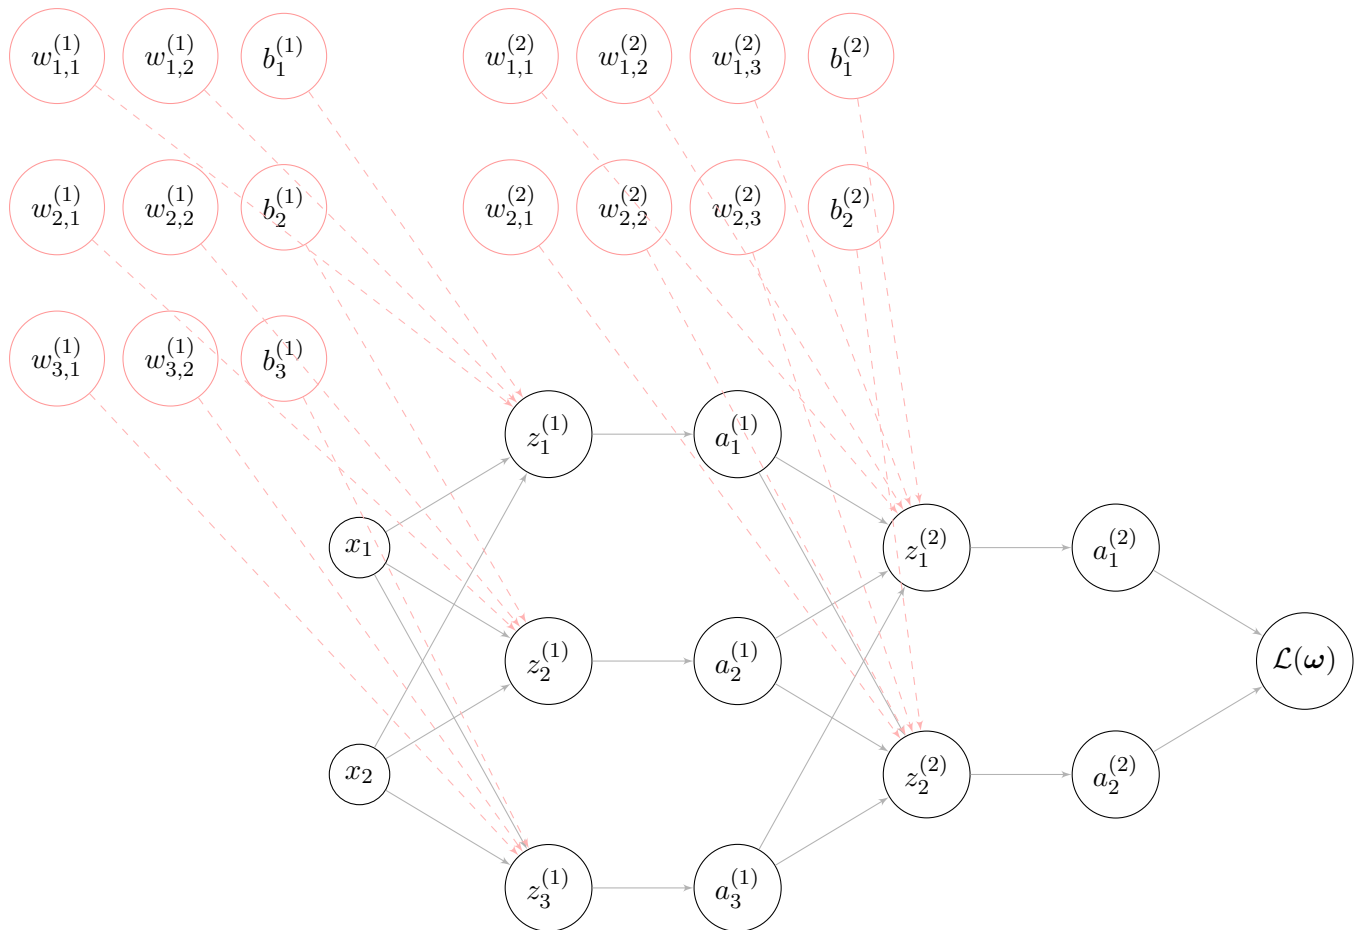 w_{1,1}^{(1)} w_{1,2}^{(1)} b_1^{(1)} w_{1,1}^{(2)} w_{1,2}^{(2)} w_{1,3}^{(2)} b_1^{(2)}
w_{2,1}^{(1)} w_{2,2}^{(1)} b_2^{(1)} w_{2,1}^{(2)} w_{2,2}^{(2)} w_{2,3}^{(2)} b_2^{(2)}
w_{3,1}^{(1)} w_{3,2}^{(1)} b_3^{(1)}
z_1^{(1)} a_1^{(1)}
x_1 z_1^{(2)} a_1^{(2)}
z_2^{(1)} a_2^{(1)} ℒ(ω)
x_2 z_2^{(2)} a_2^{(2)}
z_3^{(1)} a_3^{(1)}